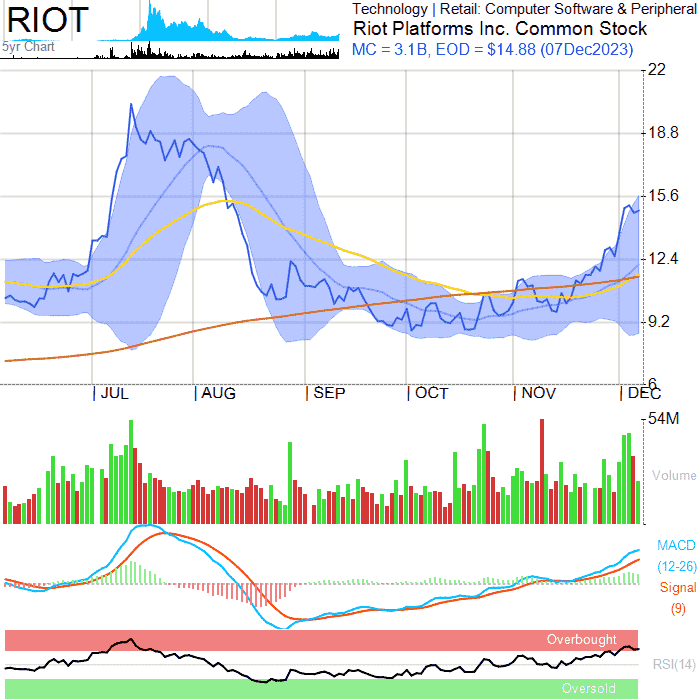 RIOT
5yr Chart
Technology | Retail: Computer Software & Peripheral
Riot Platforms Inc. Common Stock
MC = 3.1B, EOD = $14.88 (07Dec2023)
22
18.8
15.6
12.4
9.2
6
JUL AUG SEP OCT NOV DEC
54M
Volume
MACD
(12-26)
Signal
(9)
Overbought
RSI(14)
Oversold